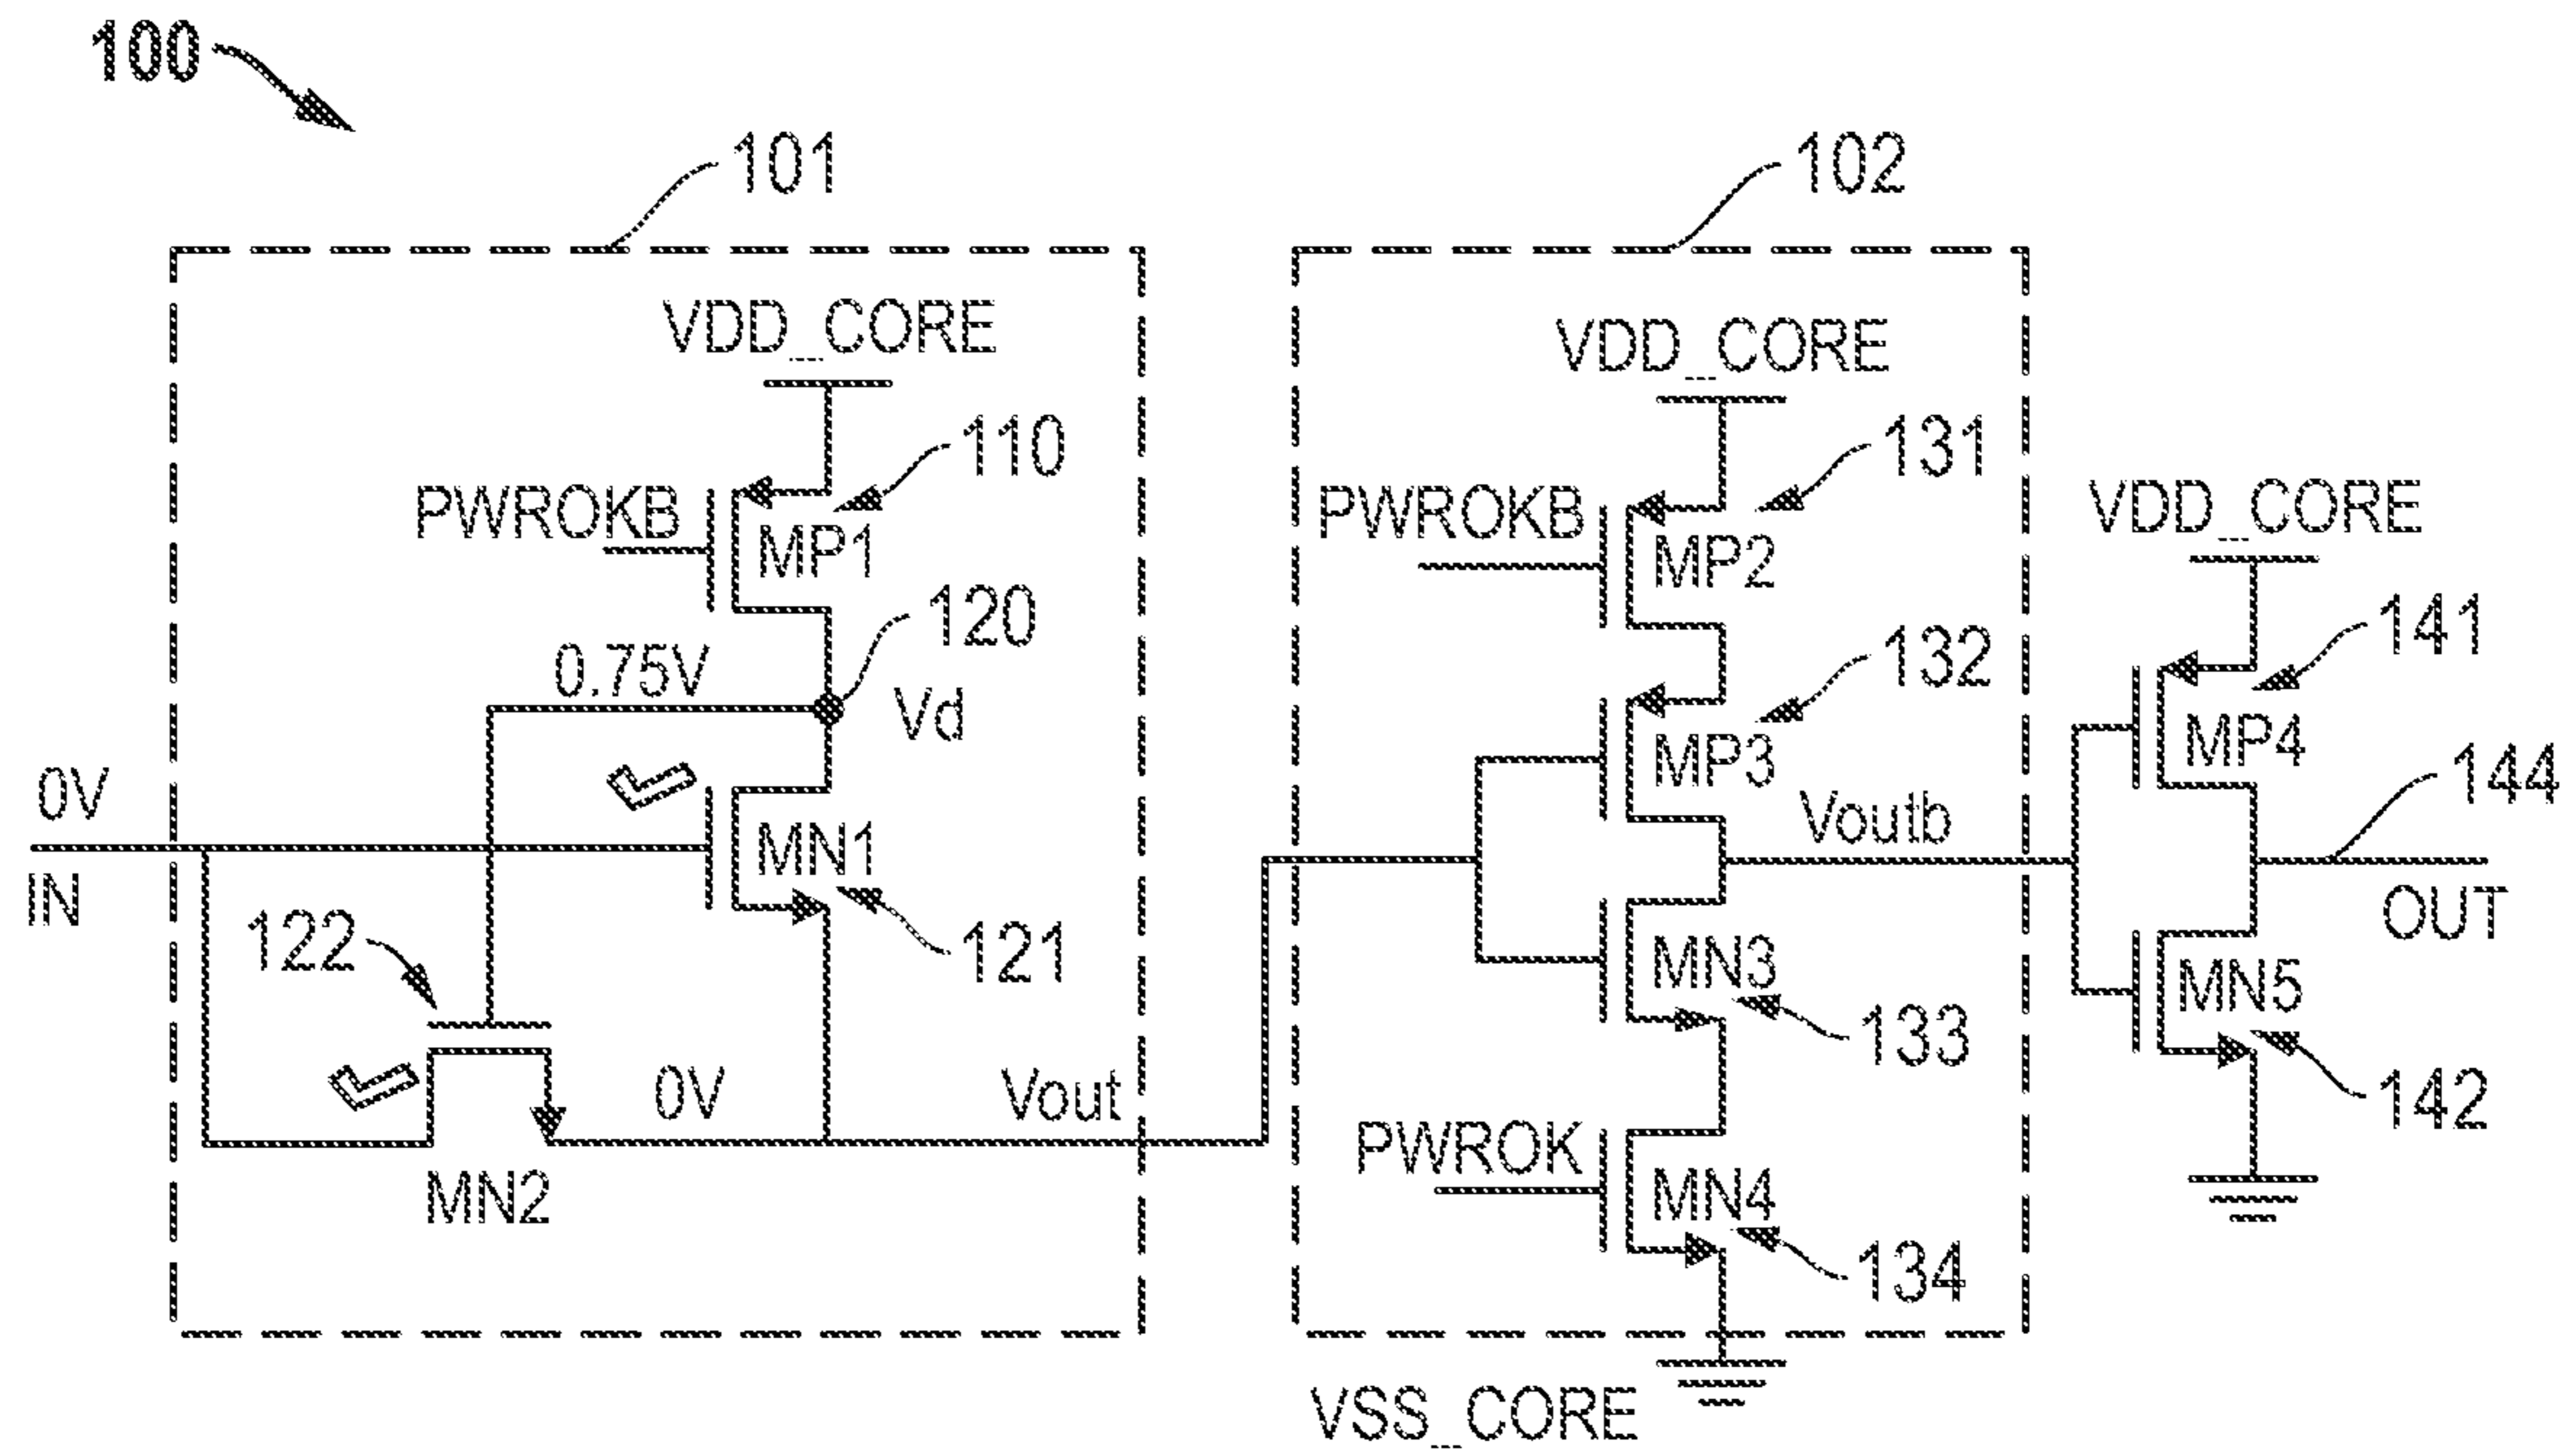 100
101
102
VDD_CORE
VDD_CORE
110
131
PWROKB
PWROKB
VDD_CORE
MP1
MP2
120
141
0.75V
132
Vd
MP3
MP4
144
0V
Voutb
MN1
IN
OUT
122
121
MN3
MN5
133
0V
Vout
142
PWROK
MN2
MN4
134
VSS_CORE